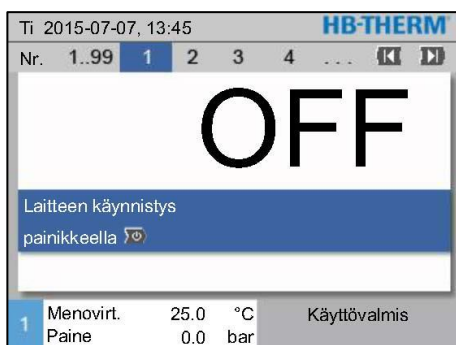 Ti 2015-07-07, 13:45 HB-THERM
Nr. 1..99 1 2 3 4 ...
OFF
Laitteen käynnistys
painikkeella
1 Menovirt. 25.0 °C Käyttövalmis
Paine 0.0 bar